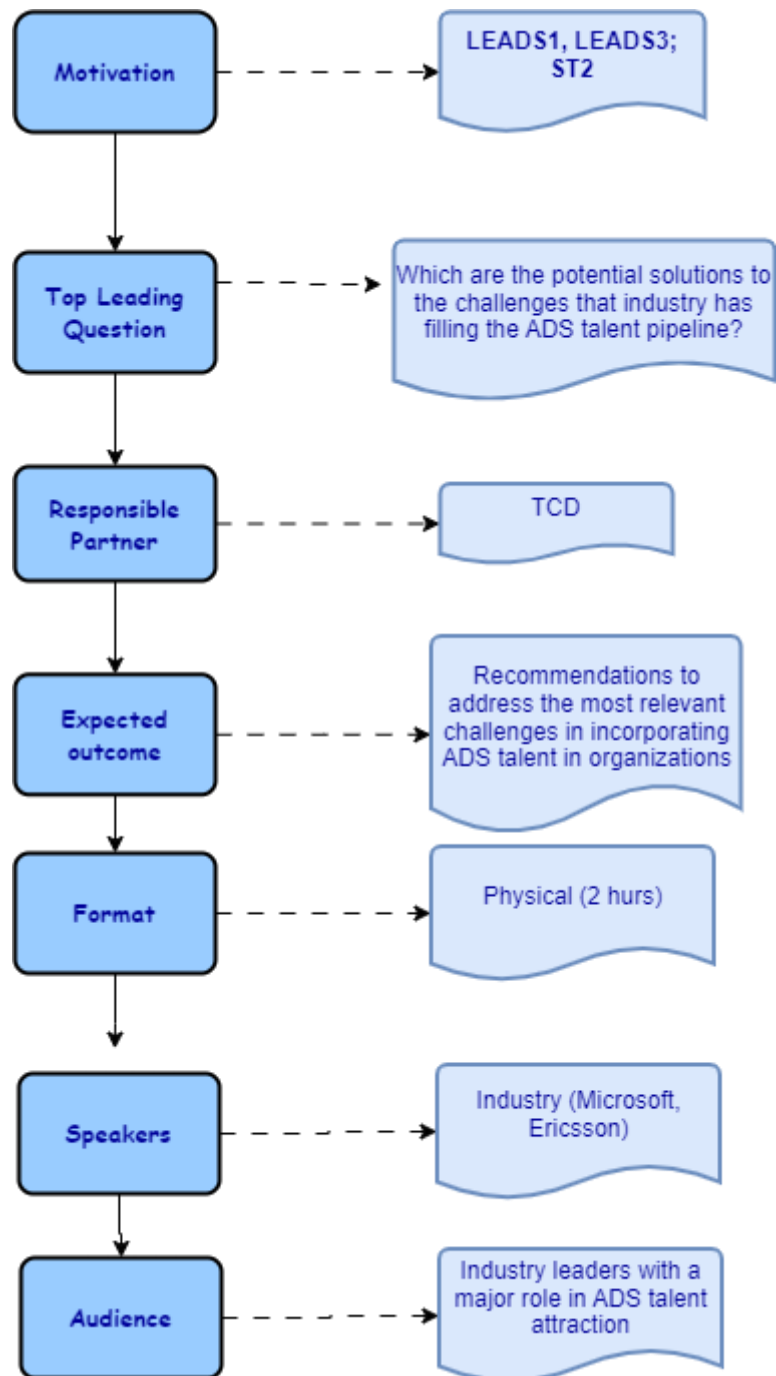 Motivation
LEADS1, LEADS3;
ST2
Top Leading
Question
Which are the potential solutions to
the challenges that industry has
filling the ADS talent pipeline?
Responsible
Partner
TCD
Expected
outcome
Recommendations to
address the most relevant
challenges in incorporating
ADS talent in organizations
Format
Physical (2 hurs)
Speakers
Industry (Microsoft,
Ericsson)
Audience
Industry leaders with a
major role in ADS talent
attraction